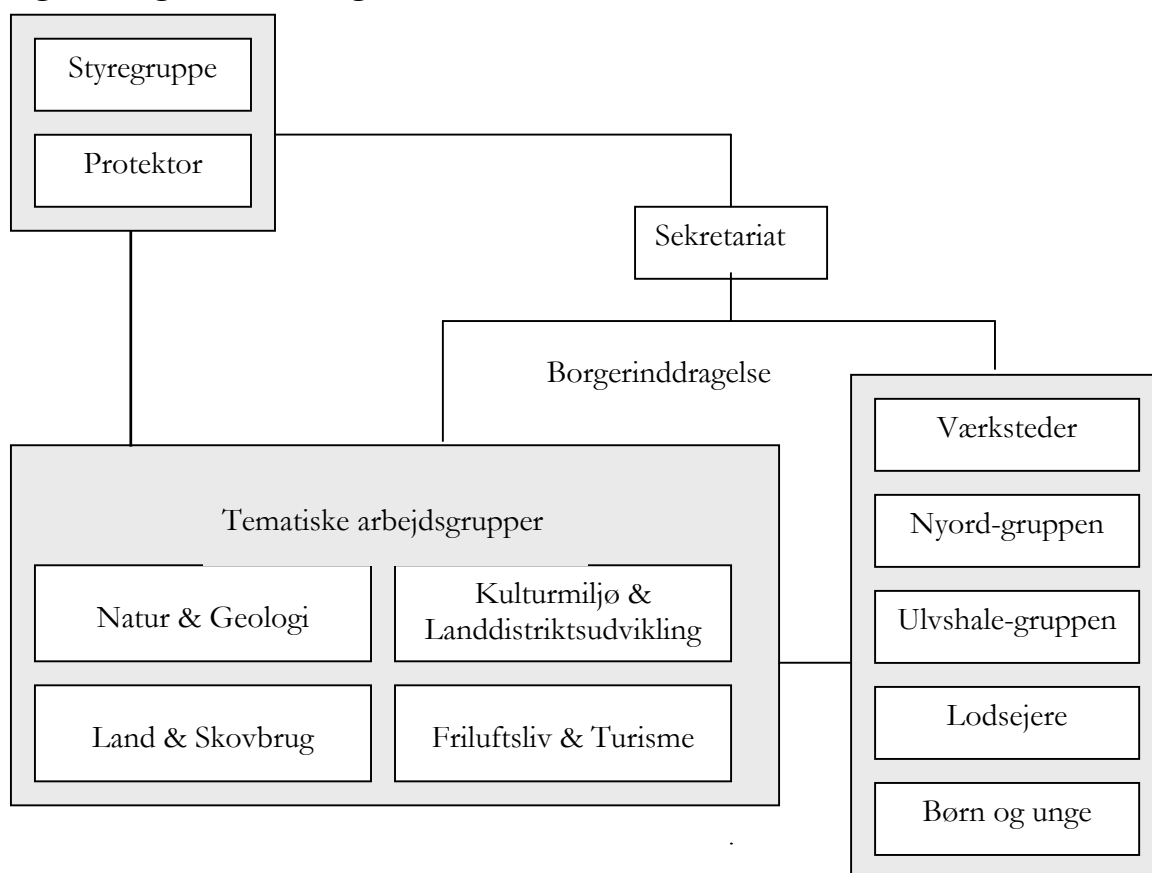 Styregruppe
Protektor
Sekretariat
Borgerinddragelse
Tematiske arbejdsgrupper
Natur & Geologi
Kulturmiljø &
Landdistriktsudvikling
Land & Skovbrug
Friluftsliv & Turisme
Værksteder
Nyord-gruppen
Ulvshale-gruppen
Lodsejere
Børn og unge
.